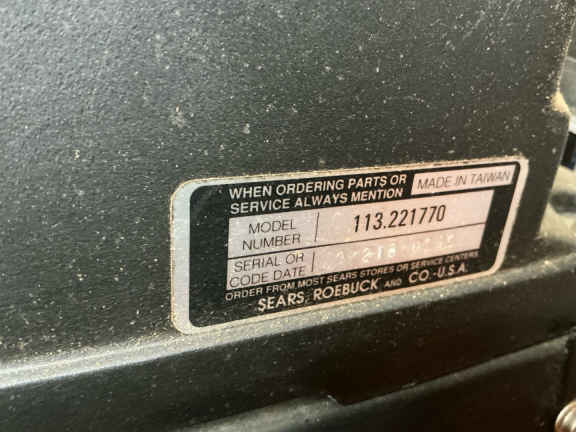 WHEN ORDERING PARTS OR
SERVICE ALWAYS MENTION
MADE IN TAIWAN
MODEL
NUMBER
113.221770
SERIAL OR
CODE DATE
ORDER FROM MOST SEARS STORES OR SERVICE CENTERS
SEARS, ROEBUCK AND CO.-U.S.A.